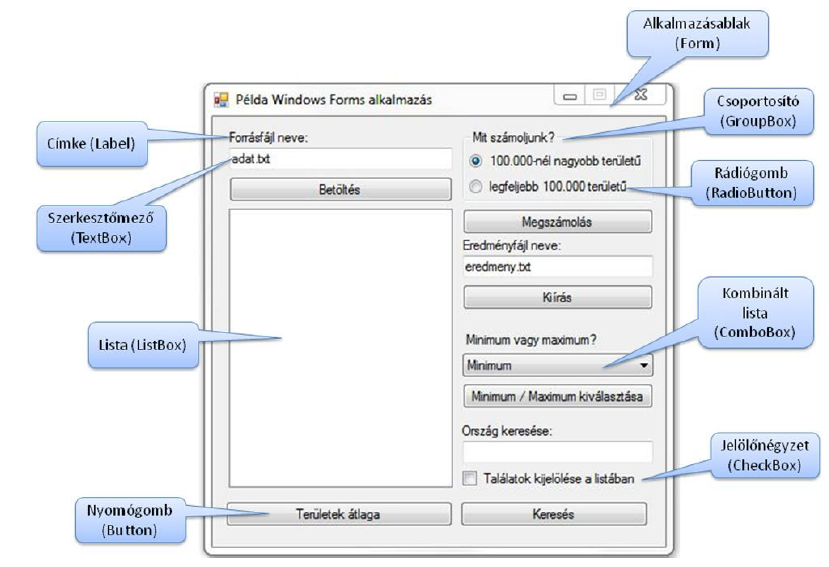 Alkalmazásablak
(Form)
Példa Windows Forms alkalmazás
Csoportosító
(GroupBox)
Címke (Label)
Forrásfájl neve:
Mit számoljunk?
adat.txt
100.000-nél nagyobb területű
Rádiógomb
(RadioButton)
Betöltés
legfeljebb 100.000 területű
Szerkesztőmező
(TextBox)
Megszámolás
Eredményfájl neve:
eredmeny.txt
Kiírás
Kombinált
lista
(ComboBox)
Lista (ListBox)
Minimum vagy maximum?
Minimum
Minimum / Maximum kiválasztása
Ország keresése:
Jelölőnégyzet
(CheckBox)
Találatok kijelölése a listában
Nyomógomb
(Button)
Területek átlaga
Keresés